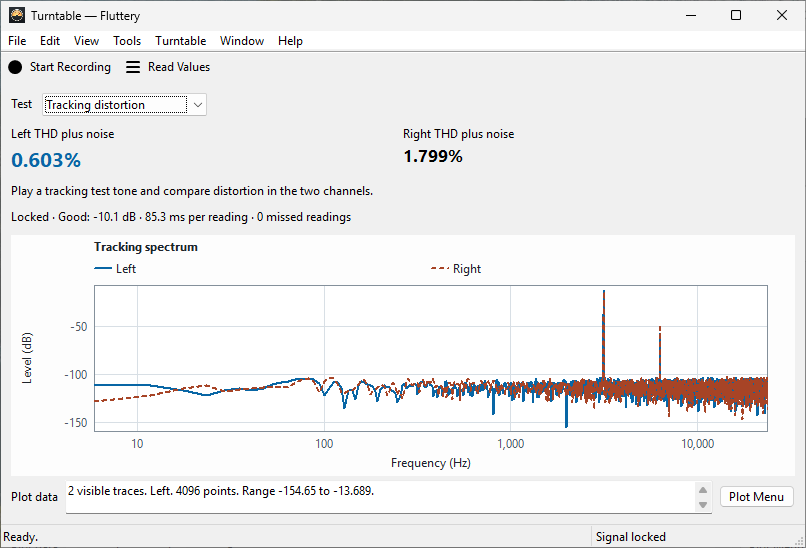 Turntable — Fluttery
File Edit View Tools Turntable Window Help
Start Recording Read Values
Test Tracking distortion
Left THD plus noise Right THD plus noise
0.603% 1.799%
Play a tracking test tone and compare distortion in the two channels.
Locked · Good: -10.1 dB · 85.3 ms per reading · 0 missed readings
Tracking spectrum
Left Right
Level (dB)
-50
-100
-150
10 100 1,000 10,000
Frequency (Hz)
Plot data 2 visible traces. Left. 4096 points. Range -154.65 to -13.689. Plot Menu
Ready. Signal locked